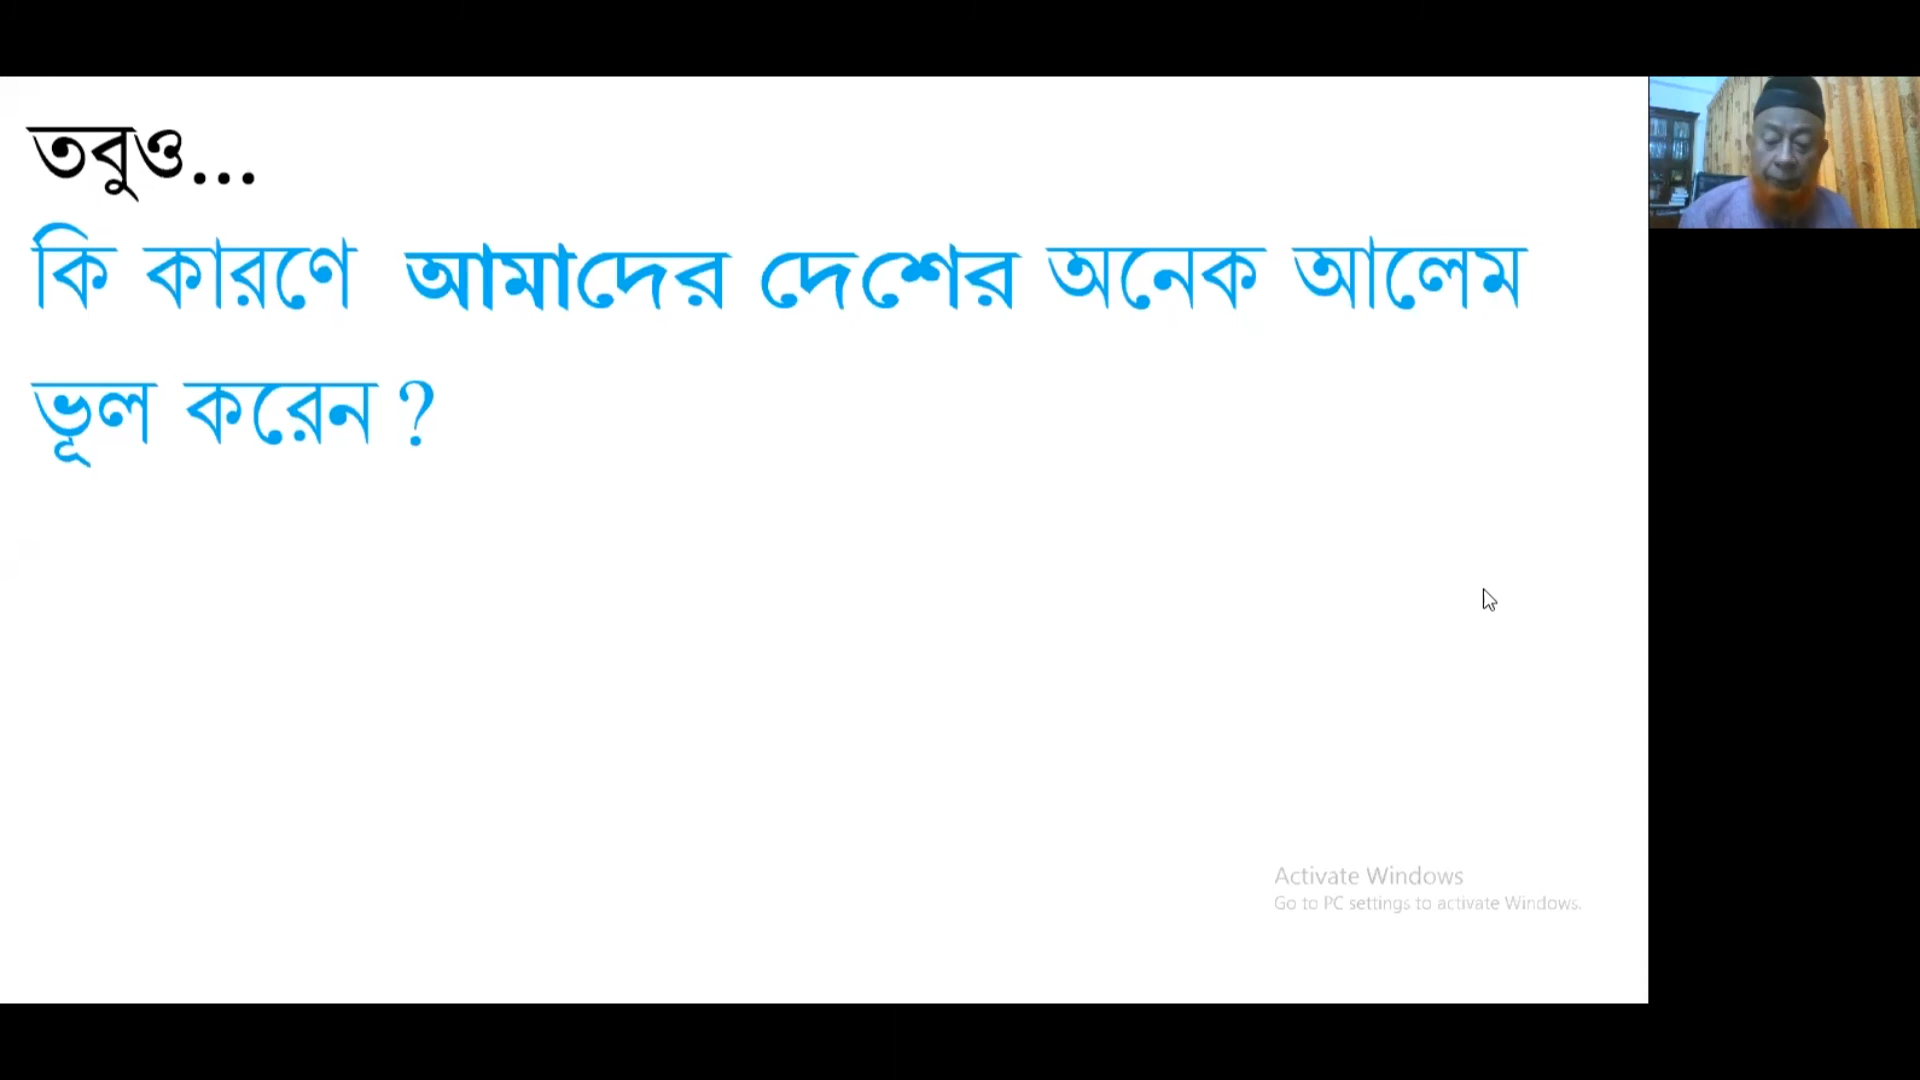 তবুও...
কি কারণে আমাদের দেশের অনেক আলেম
ভূল করেন ?
Activate Windows
Go to PC settings to activate Windows.